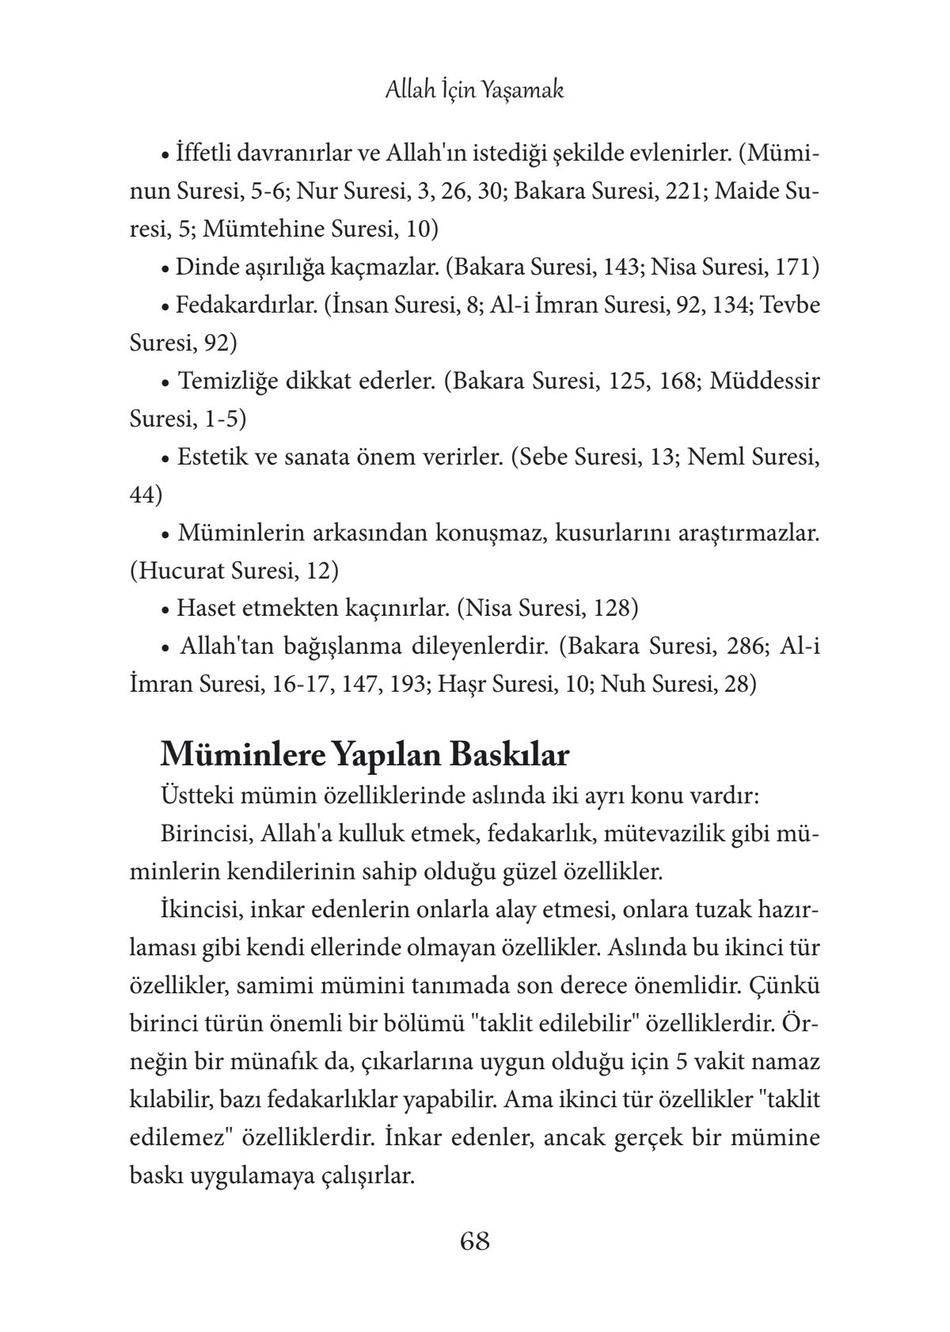 Allah İçin Yaşamak
• İffetli davranırlar ve Allah'ın istediği şekilde evlenirler. (Mümi-
nun Suresi, 5-6; Nur Suresi, 3, 26, 30; Bakara Suresi, 221; Maide Su-
resi, 5; Mümtehine Suresi, 10)
• Dinde aşırılığa kaçmazlar. (Bakara Suresi, 143; Nisa Suresi, 171)
• Fedakardırlar. (İnsan Suresi, 8; Al-i İmran Suresi, 92, 134; Tevbe
Suresi, 92)
• Temizliğe dikkat ederler. (Bakara Suresi, 125, 168; Müddessir
Suresi, 1-5)
• Estetik ve sanata önem verirler. (Sebe Suresi, 13; Neml Suresi,
44)
• Müminlerin arkasından konuşmaz, kusurlarını araştırmazlar.
(Hucurat Suresi, 12)
• Haset etmekten kaçınırlar. (Nisa Suresi, 128)
• Allah'tan bağışlanma dileyenlerdir. (Bakara Suresi, 286; Al-i
İmran Suresi, 16-17, 147, 193; Haşr Suresi, 10; Nuh Suresi, 28)
Müminlere Yapılan Baskılar
Üstteki mümin özelliklerinde aslında iki ayrı konu vardır:
Birincisi, Allah'a kulluk etmek, fedakarlık, mütevazilik gibi mü-
minlerin kendilerinin sahip olduğu güzel özellikler.
İkincisi, inkar edenlerin onlarla alay etmesi, onlara tuzak hazır-
laması gibi kendi ellerinde olmayan özellikler. Aslında bu ikinci tür
özellikler, samimi mümini tanımada son derece önemlidir. Çünkü
birinci türün önemli bir bölümü "taklit edilebilir" özelliklerdir. Ör-
neğin bir münafık da, çıkarlarına uygun olduğu için 5 vakit namaz
kılabilir, bazı fedakarlıklar yapabilir. Ama ikinci tür özellikler "taklit
edilemez" özelliklerdir. İnkar edenler, ancak gerçek bir mümine
baskı uygulamaya çalışırlar.
68